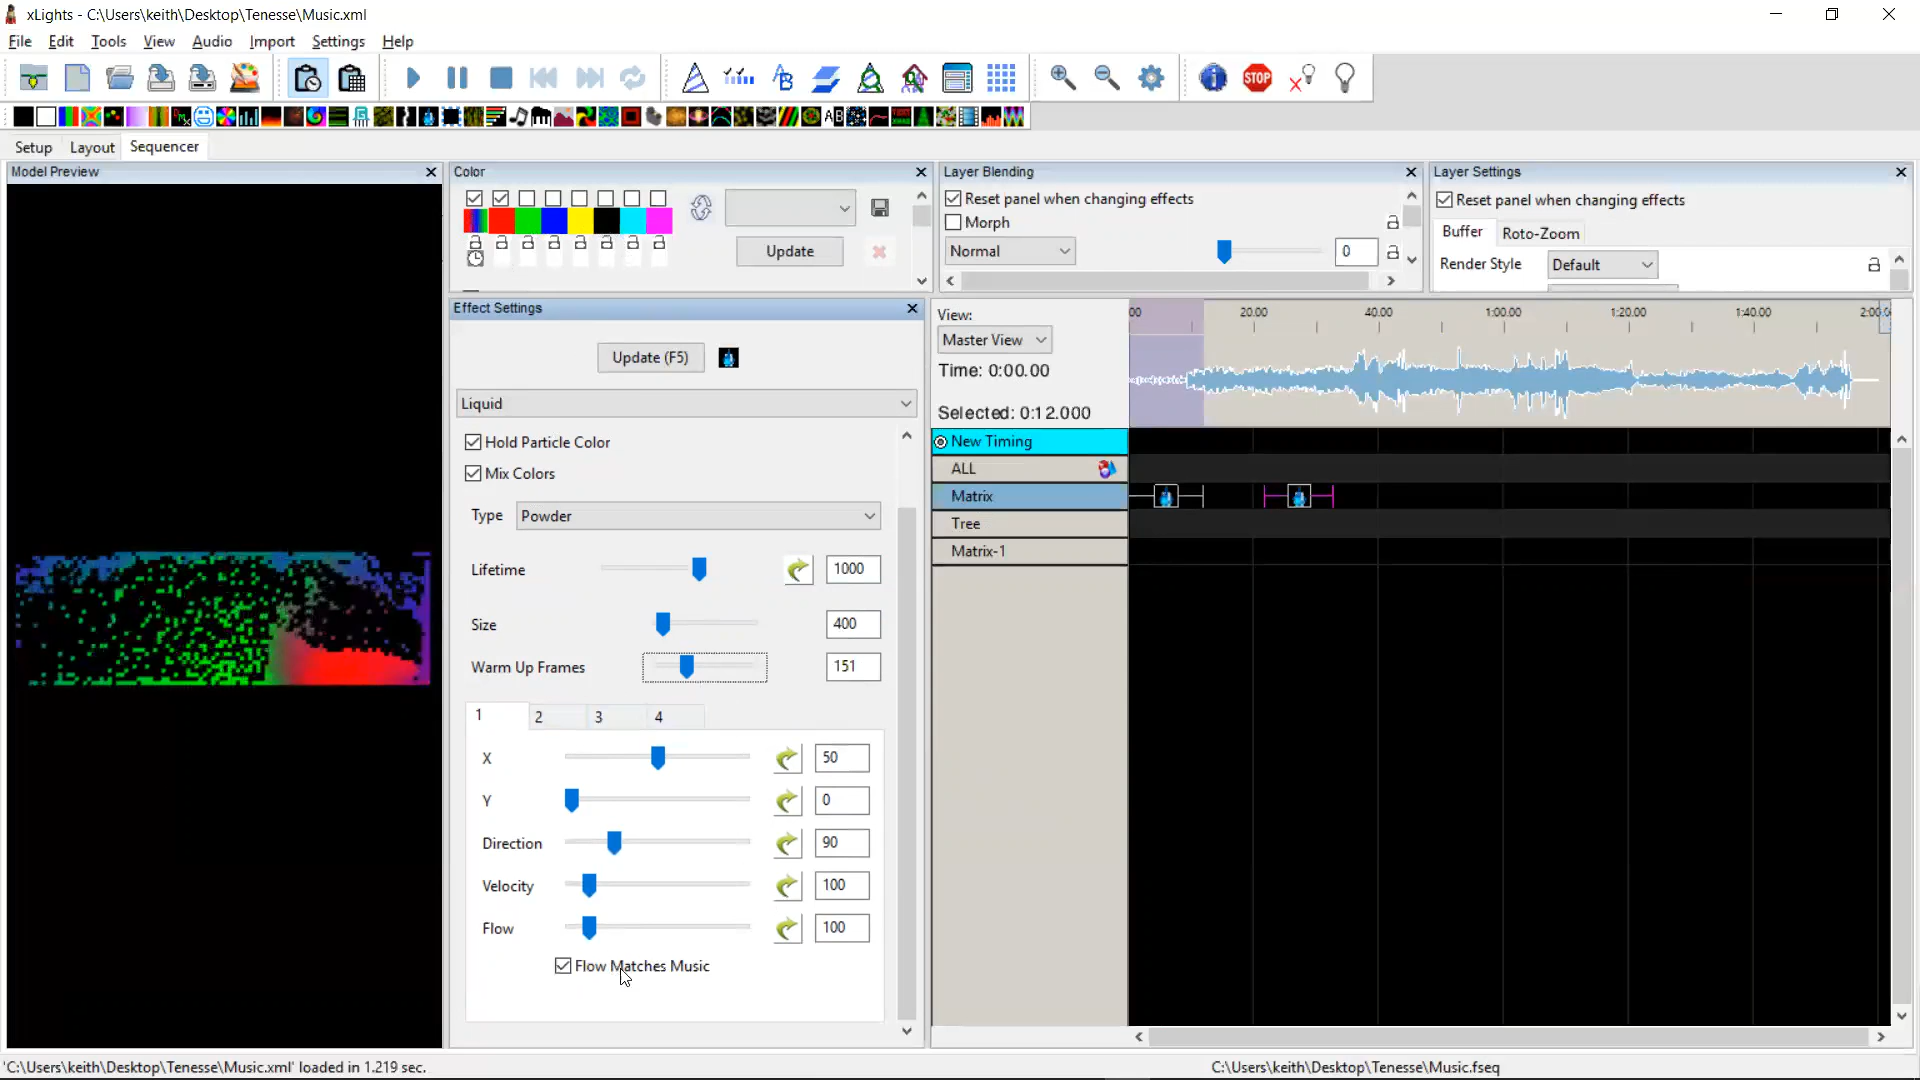 xLights - C:\Users\keith\Desktop\Tenesse\Music.xml
File Edit Tools View Audio Import Settings Help
STOP
Setup Layout Sequencer
Model Preview
Color
Update
Layer Blending
Reset panel when changing effects
Morph
Normal
0
Layer Settings
Reset panel when changing effects
Buffer Roto-Zoom
Render Style Default
Effect Settings
Update (F5)
Liquid
Hold Particle Color
Mix Colors
Type Powder
Lifetime 1000
Size 400
Warm Up Frames 151
1 2 3 4
X 50
Y 0
Direction 90
Velocity 100
Flow 100
Flow Matches Music
View:
Master View
Time: 0:00.00
Selected: 0:12.000
00 20.00 40.00 1:00.00 1:20.00 1:40.00 2:00.0
New Timing
ALL
Matrix
Tree
Matrix-1
'C:\Users\keith\Desktop\Tenesse\Music.xml' loaded in 1.219 sec.
C:\Users\keith\Desktop\Tenesse\Music.fseq